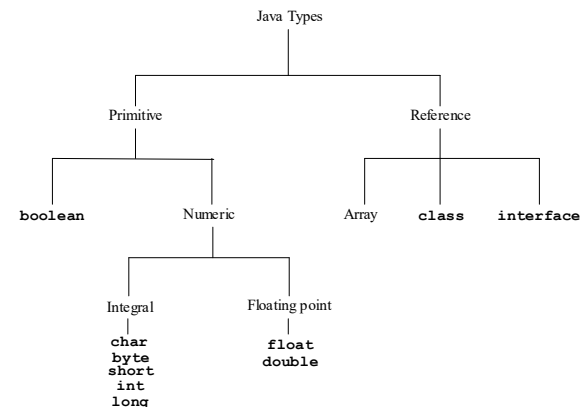 Java Types
Primitive Reference
boolean Numeric Array class interface
Integral Floating point
char
byte
short
int
long
float
double